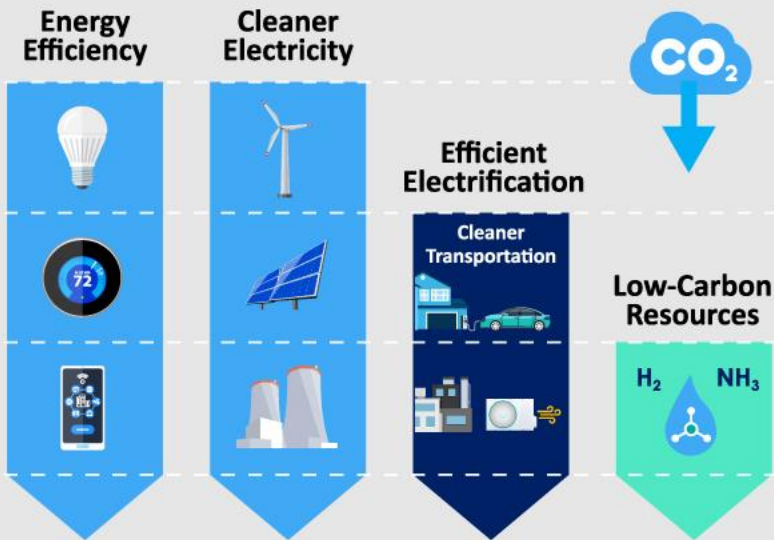 Energy
Efficiency
Cleaner
Electricity
CO₂
Efficient
Electrification
Cleaner
Transportation
72
Low-Carbon
Resources
H₂ NH₃